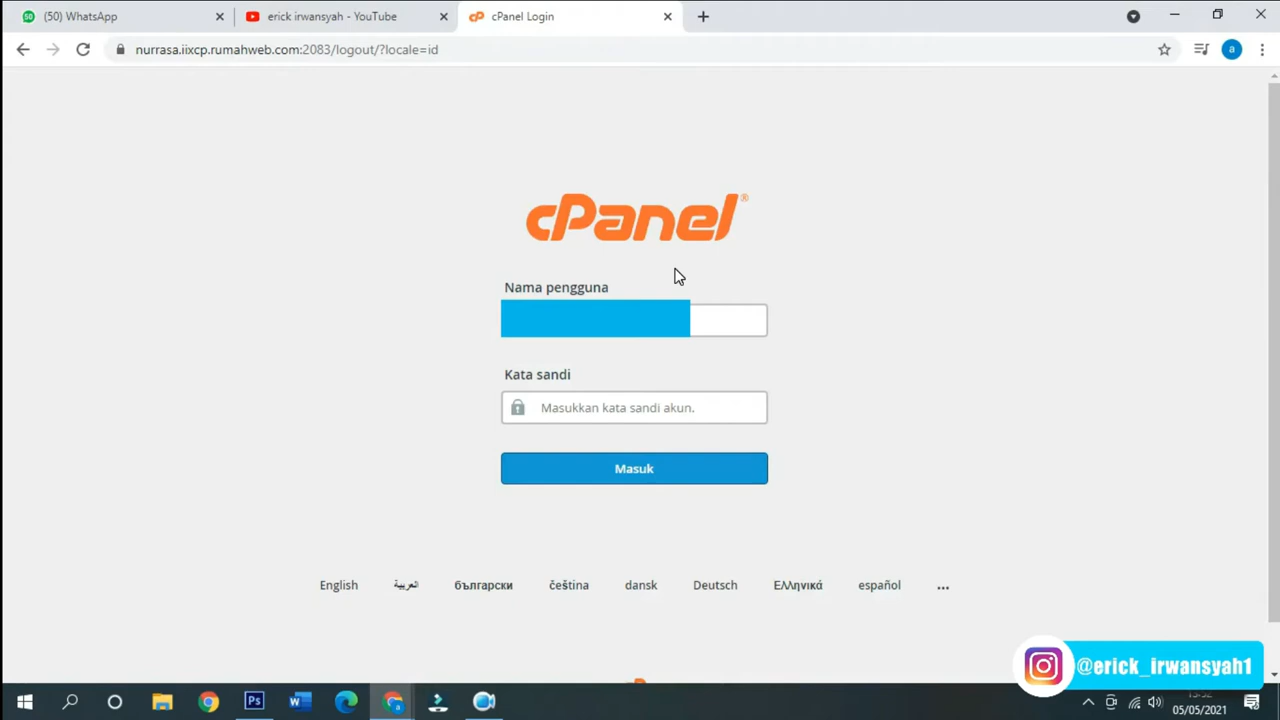 (50) WhatsApp
erick irwansyah - YouTube
cPanel Login
nurrasa.iixcp.rumahweb.com:2083/logout/?locale=id
a
cPanel®
Nama pengguna
Kata sandi
Masukkan kata sandi akun.
Masuk
English العربية български čeština dansk Deutsch Ελληνικά español ...
@erick_irwansyah1
Ps
05/05/2021